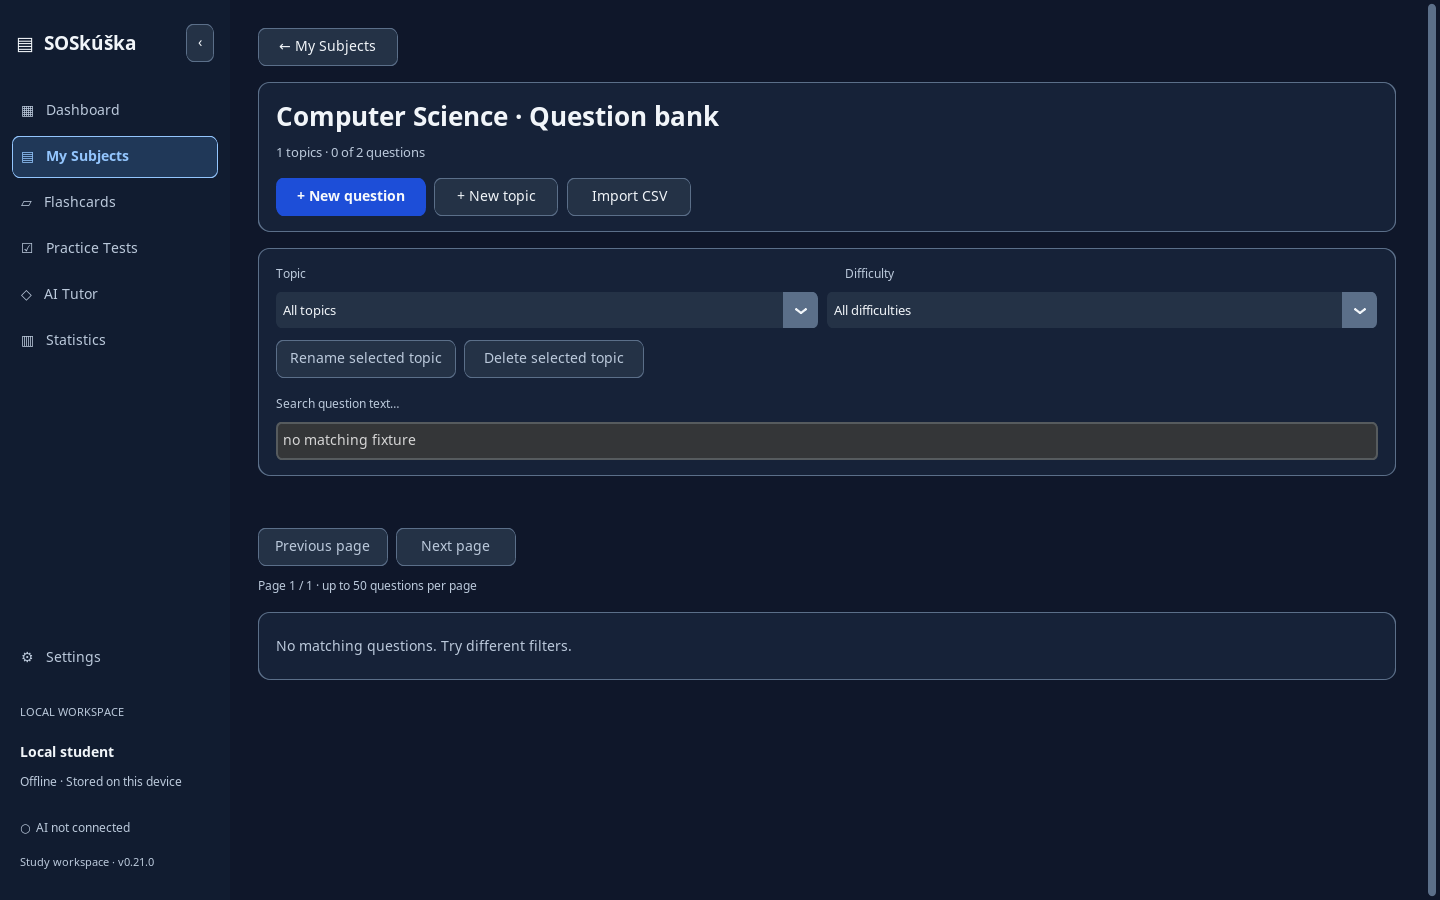 SOSkúška
‹
Dashboard
My Subjects
Flashcards
Practice Tests
AI Tutor
Statistics
Settings
LOCAL WORKSPACE
Local student
Offline · Stored on this device
AI not connected
Study workspace · v0.21.0
← My Subjects
Computer Science · Question bank
1 topics · 0 of 2 questions
+ New question
+ New topic
Import CSV
Topic
Difficulty
All topics
All difficulties
Rename selected topic
Delete selected topic
Search question text...
no matching fixture
Previous page
Next page
Page 1 / 1 · up to 50 questions per page
No matching questions. Try different filters.